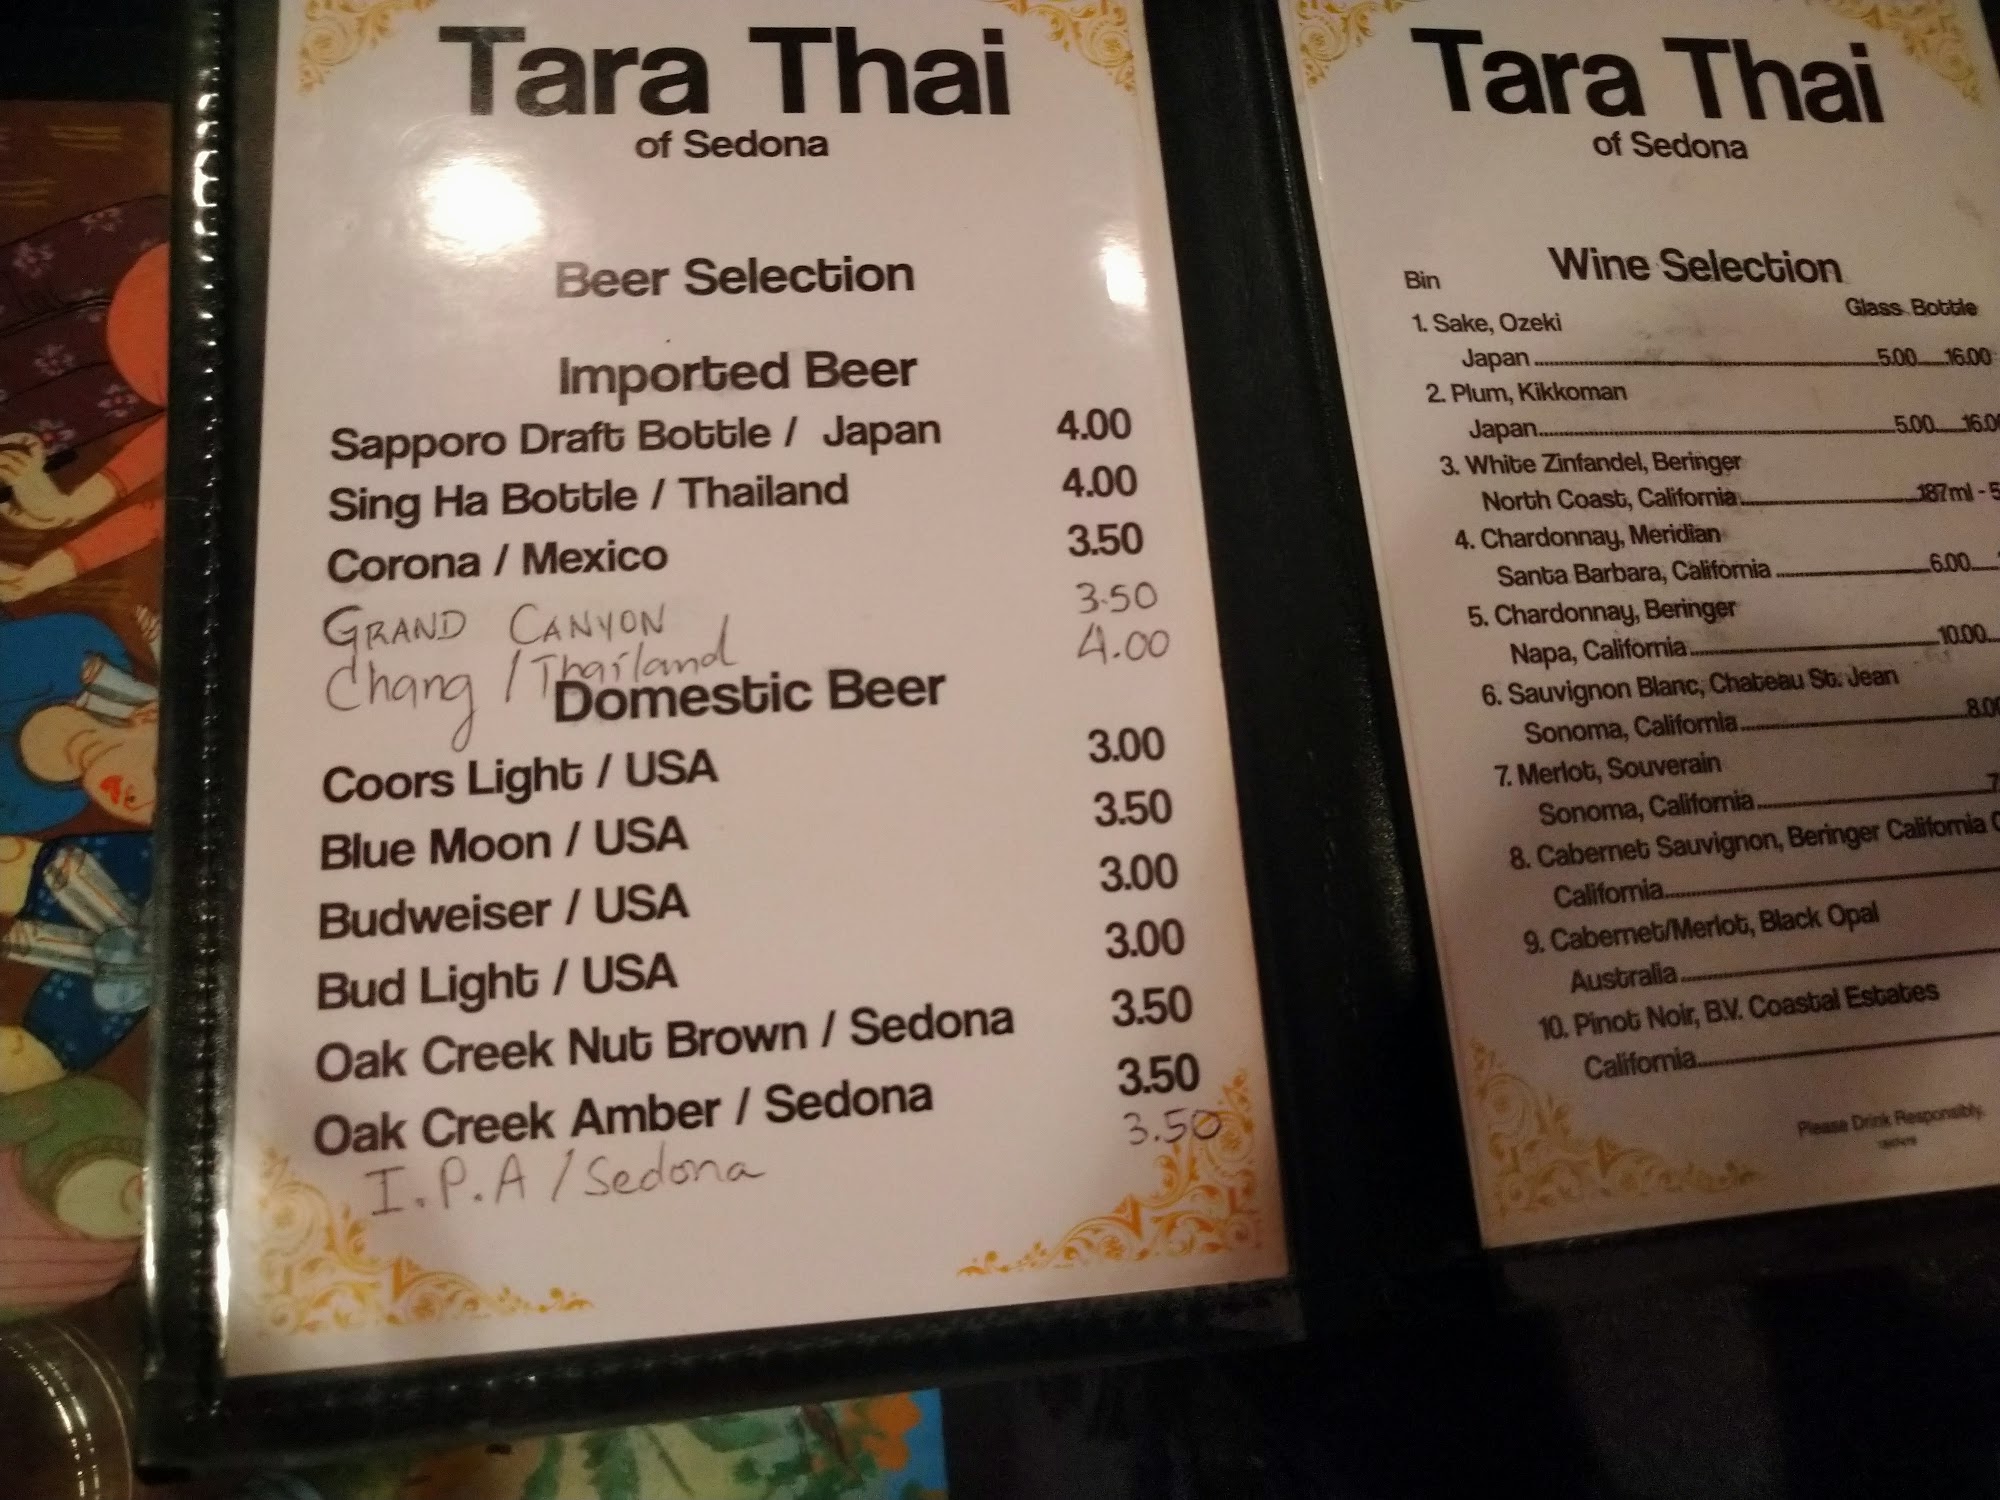 Tara Thai
of Sedona
Beer Selection
Imported Beer
Sapporo Draft Bottle / Japan 4.00
Sing Ha Bottle / Thailand 4.00
Corona / Mexico 3.50
GRAND CANYON 3.50
Chang / Thailand 4.00
Domestic Beer
Coors Light / USA 3.00
Blue Moon / USA 3.50
Budweiser / USA 3.00
Bud Light / USA 3.00
Oak Creek Nut Brown / Sedona 3.50
Oak Creek Amber / Sedona 3.50
I.P.A / Sedona 3.50
Tara Thai
of Sedona
Wine Selection
Bin
Glass Bottle
1. Sake, Ozeki
Japan 5.00 16.00
2. Plum, Kikkoman
Japan 5.00
3. White Zinfandel, Beringer
North Coast, California 187ml -
4. Chardonnay, Meridian
Santa Barbara, California 6.00
5. Chardonnay, Beringer
Napa, California 10.00
6. Sauvignon Blanc, Chateau St. Jean
Sonoma, California
7. Merlot, Souverain
Sonoma, California
8. Cabernet Sauvignon, Beringer California
California
9. Cabernet/Merlot, Black Opal
Australia
10. Pinot Noir, B.V. Coastal Estates
California
Please Drink Responsibly.